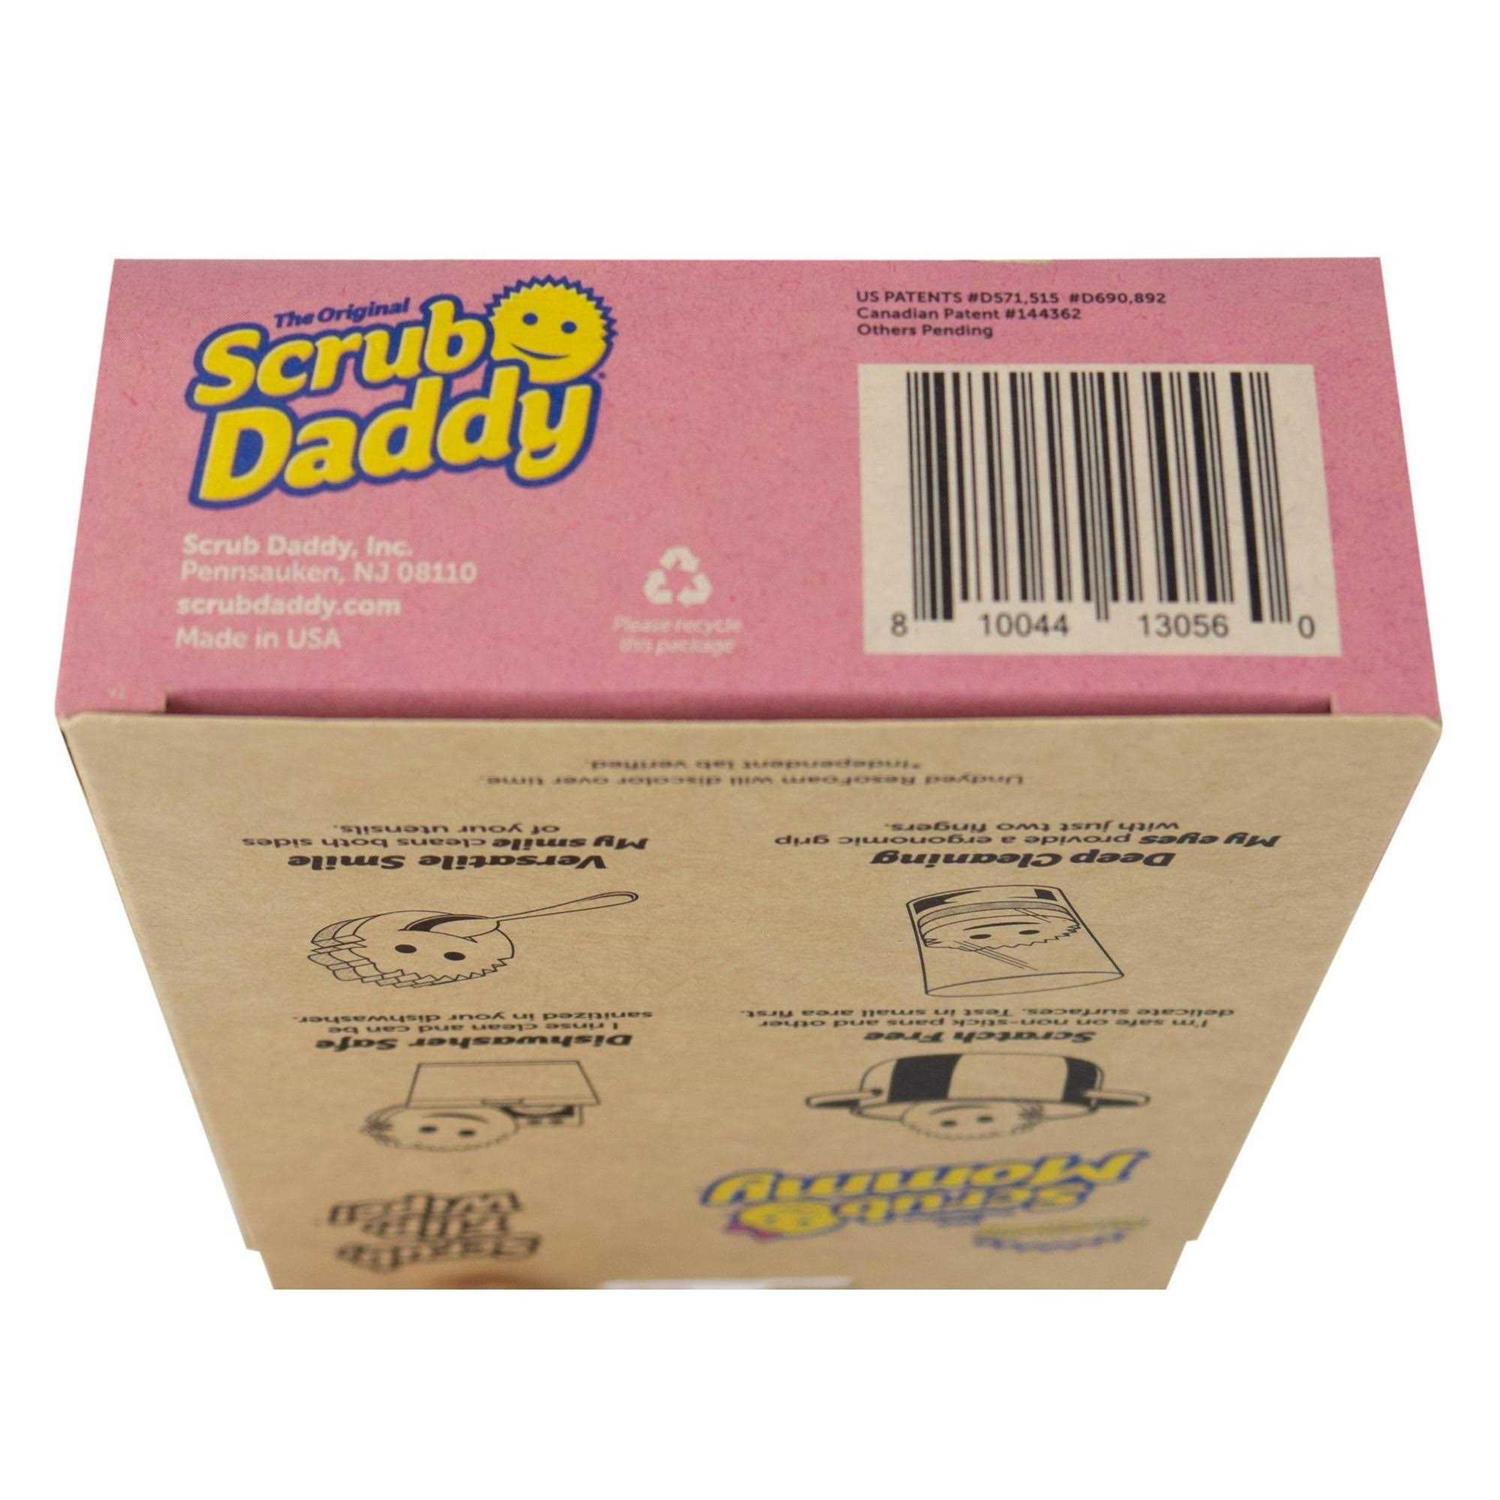 The Original
Scrub
Daddy
Scrub Daddy, Inc.
Pennsauken, NJ 08110
scrubdaddy.com
Made in USA
Please recycle
this package
US PATENTS #D571,515 #D690,892
Canadian Patent #144362
Others Pending
8 10044 13056 0
v2
Scrub
Mommy
Scratch Free
I'm safe on non-stick pans and other
delicate surfaces. Test in small area first.
Dishwasher Safe
I rinse clean and can be
sanitized in your dishwasher.
Deep Cleaning
My eyes provide a ergonomic grip
with just two fingers.
Versatile Smile
My smile cleans both sides
of your utensils.
Undyed ResoFoam will discolor over time.
*Independent lab verified.